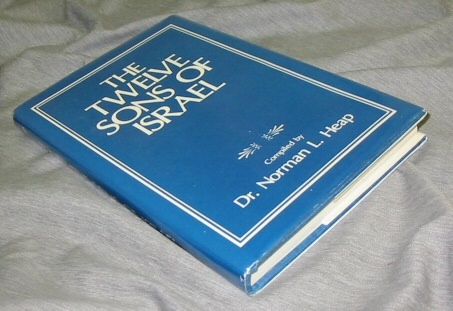 THE
TWELVE
SONS OF
ISRAEL
Compiled by
Dr. Norman L. Heap